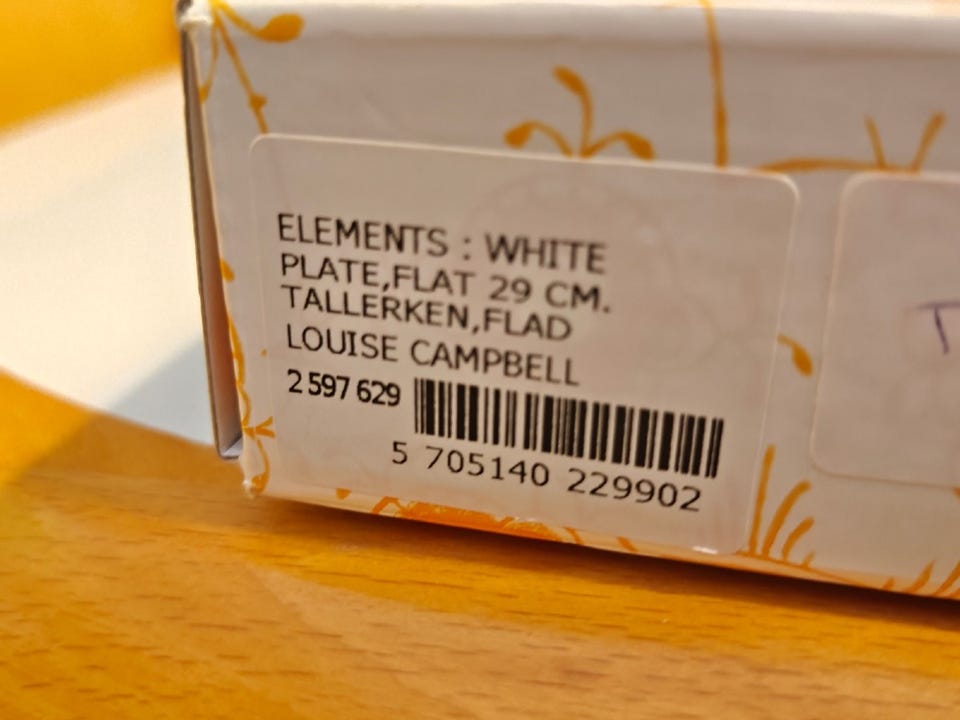 ELEMENTS : WHITE
PLATE,FLAT 29 CM.
TALLERKEN,FLAD
LOUISE CAMPBELL
2 597 629
5 705140 229902